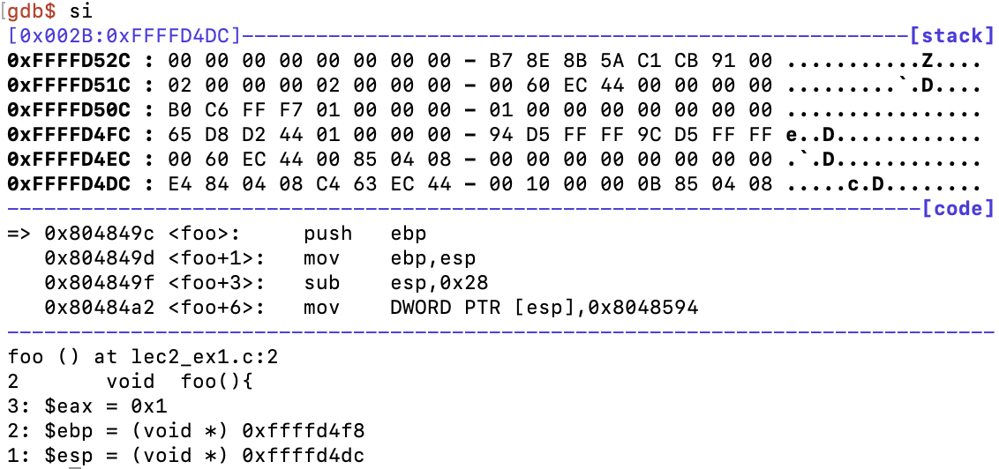 gdb$ si
[0x002B:0xFFFFD4DC]------------------------------------------------------[stack]
0xFFFFD52C : 00 00 00 00 00 00 00 00 - B7 8E 8B 5A C1 CB 91 00 ...........Z....
0xFFFFD51C : 02 00 00 00 02 00 00 00 - 00 60 EC 44 00 00 00 00 .........`.D....
0xFFFFD50C : B0 C6 FF F7 01 00 00 00 - 01 00 00 00 00 00 00 00 ................
0xFFFFD4FC : 65 D8 D2 44 01 00 00 00 - 94 D5 FF FF 9C D5 FF FF e..D............
0xFFFFD4EC : 00 60 EC 44 00 85 04 08 - 00 00 00 00 00 00 00 00 .`.D............
0xFFFFD4DC : E4 84 04 08 C4 63 EC 44 - 00 10 00 00 0B 85 04 08 .....c.D........
--------------------------------------------------------------------------[code]
=> 0x804849c <foo>:     push   ebp
   0x804849d <foo+1>:   mov    ebp,esp
   0x804849f <foo+3>:   sub    esp,0x28
   0x80484a2 <foo+6>:   mov    DWORD PTR [esp],0x8048594
--------------------------------------------------------------------------------
foo () at lec2_ex1.c:2
2       void  foo(){
3: $eax = 0x1
2: $ebp = (void *) 0xffffd4f8
1: $esp = (void *) 0xffffd4dc